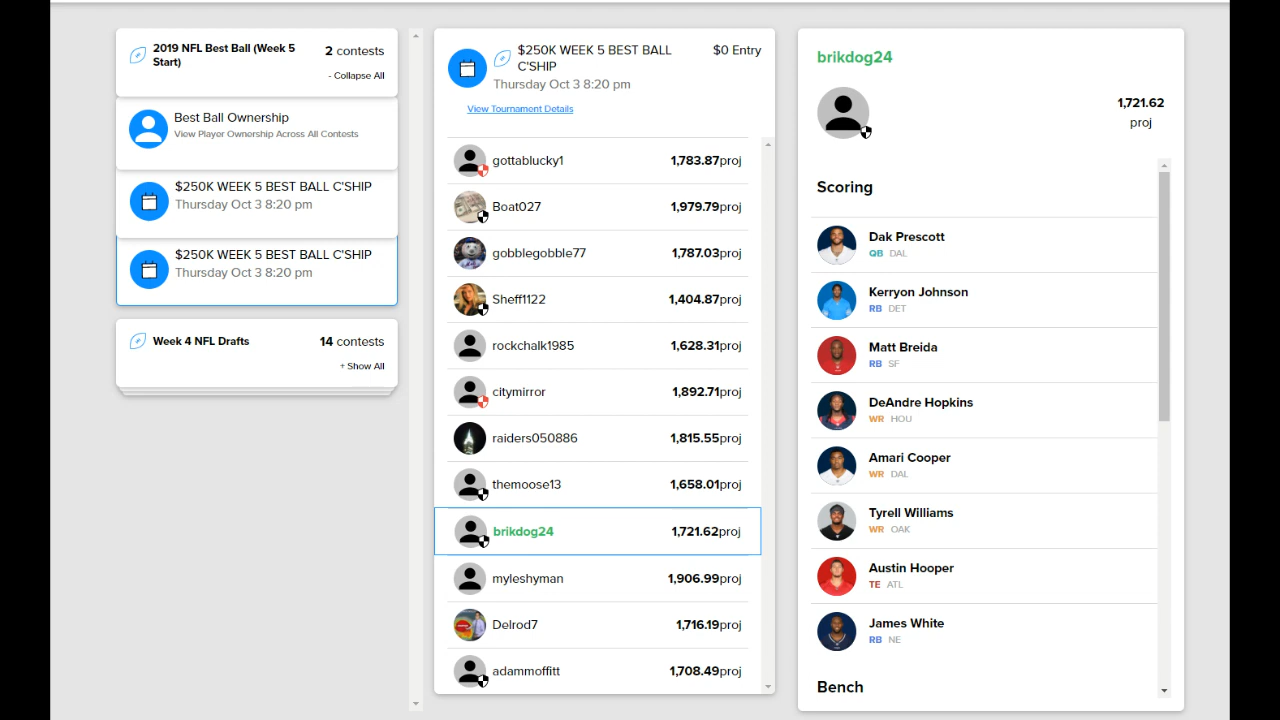 2019 NFL Best Ball (Week 5
Start)
2 contests
- Collapse All
Best Ball Ownership
View Player Ownership Across All Contests
$250K WEEK 5 BEST BALL C'SHIP
Thursday Oct 3 8:20 pm
$250K WEEK 5 BEST BALL C'SHIP
Thursday Oct 3 8:20 pm
Week 4 NFL Drafts
14 contests
+ Show All
$250K WEEK 5 BEST BALL
C'SHIP
$0 Entry
Thursday Oct 3 8:20 pm
View Tournament Details
gottablucky1 1,783.87proj
Boat027 1,979.79proj
gobblegobble77 1,787.03proj
Sheff1122 1,404.87proj
rockchalk1985 1,628.31proj
citymirror 1,892.71proj
raiders050886 1,815.55proj
themoose13 1,658.01proj
brikdog24 1,721.62proj
myleshyman 1,906.99proj
Delrod7 1,716.19proj
adammoffitt 1,708.49proj
brikdog24
1,721.62
proj
Scoring
Dak Prescott
QB DAL
Kerryon Johnson
RB DET
Matt Breida
RB SF
DeAndre Hopkins
WR HOU
Amari Cooper
WR DAL
Tyrell Williams
WR OAK
Austin Hooper
TE ATL
James White
RB NE
Bench